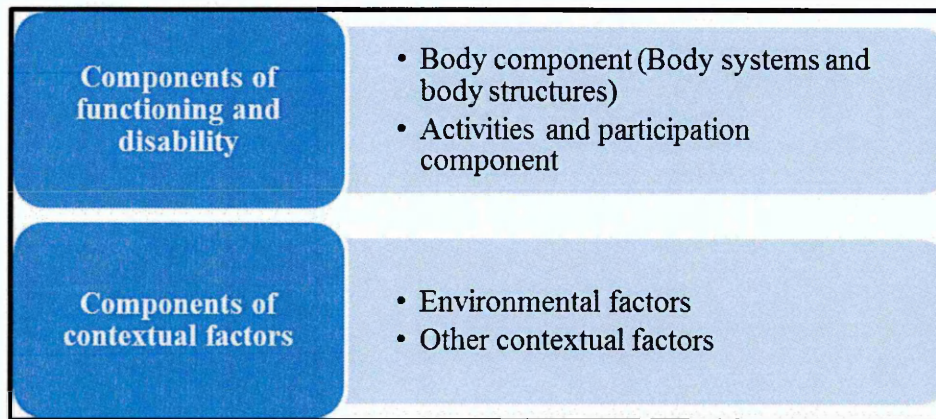 Components of
functioning and
disability
• Body component (Body systems and
body structures)
• Activities and participation
component
Components of
contextual factors
• Environmental factors
• Other contextual factors